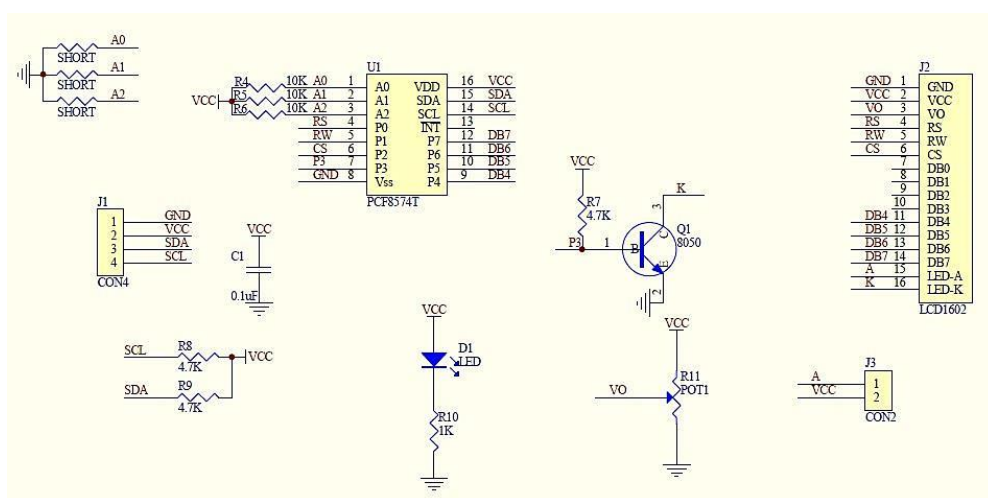 A0
SHORT
A1
SHORT
A2
SHORT
VCC
R4 10K A0 1
R5 10K A1 2
R6 10K A2 3
RS 4
RW 5
CS 6
P3 7
GND 8
U1
A0 VDD
A1 SDA
A2 SCL
P0 INT
P1 P7
P2 P6
P3 P5
Vss P4
PCF8574T
16 VCC
15 SDA
14 SCL
13
12 DB7
11 DB6
10 DB5
9 DB4
J2
GND 1 GND
VCC 2 VCC
VO 3 VO
RS 4 RS
RW 5 RW
CS 6 CS
7 DB0
8 DB1
9 DB2
10 DB3
DB4 11 DB4
DB5 12 DB5
DB6 13 DB6
DB7 14 DB7
A 15 LED-A
K 16 LED-K
LCD1602
J1
1 GND
2 VCC
3 SDA
4 SCL
CON4
VCC
C1
0.1uF
VCC
R7
4.7K
P3 1 B
K
3
C
Q1
8050
E
2
SCL R8 VCC
4.7K
SDA R9
4.7K
VCC
D1
LED
R10
1K
VCC
R11
VO POT1
J3
A 1
VCC 2
CON2